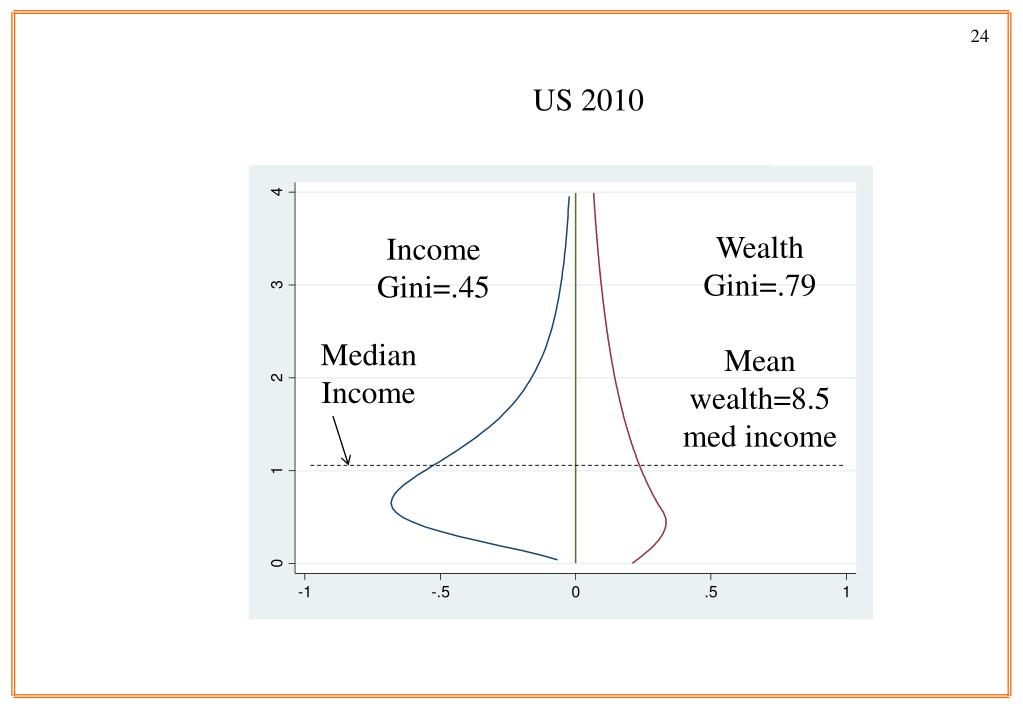 24
US 2010
Income
Gini=.45
Wealth
Gini=.79
Median
Income
Mean
wealth=8.5
med income
4
3
2
1
0
-1
-.5
0
.5
1